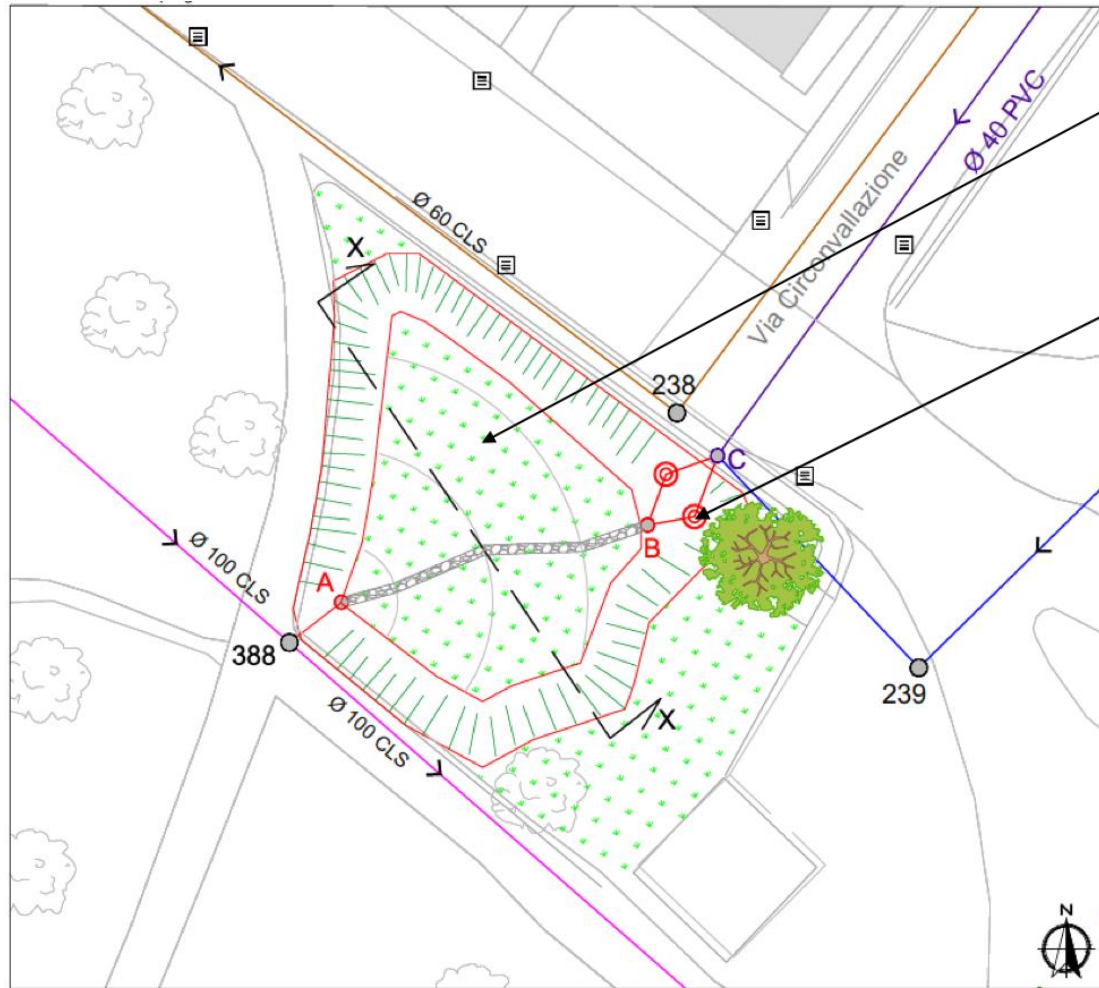 Ø 40 PVC
Via Circonvallazione
Ø 60 CLS
X
238
C
B
A
Ø 100 CLS
388
239
X
Ø 100 CLS
N